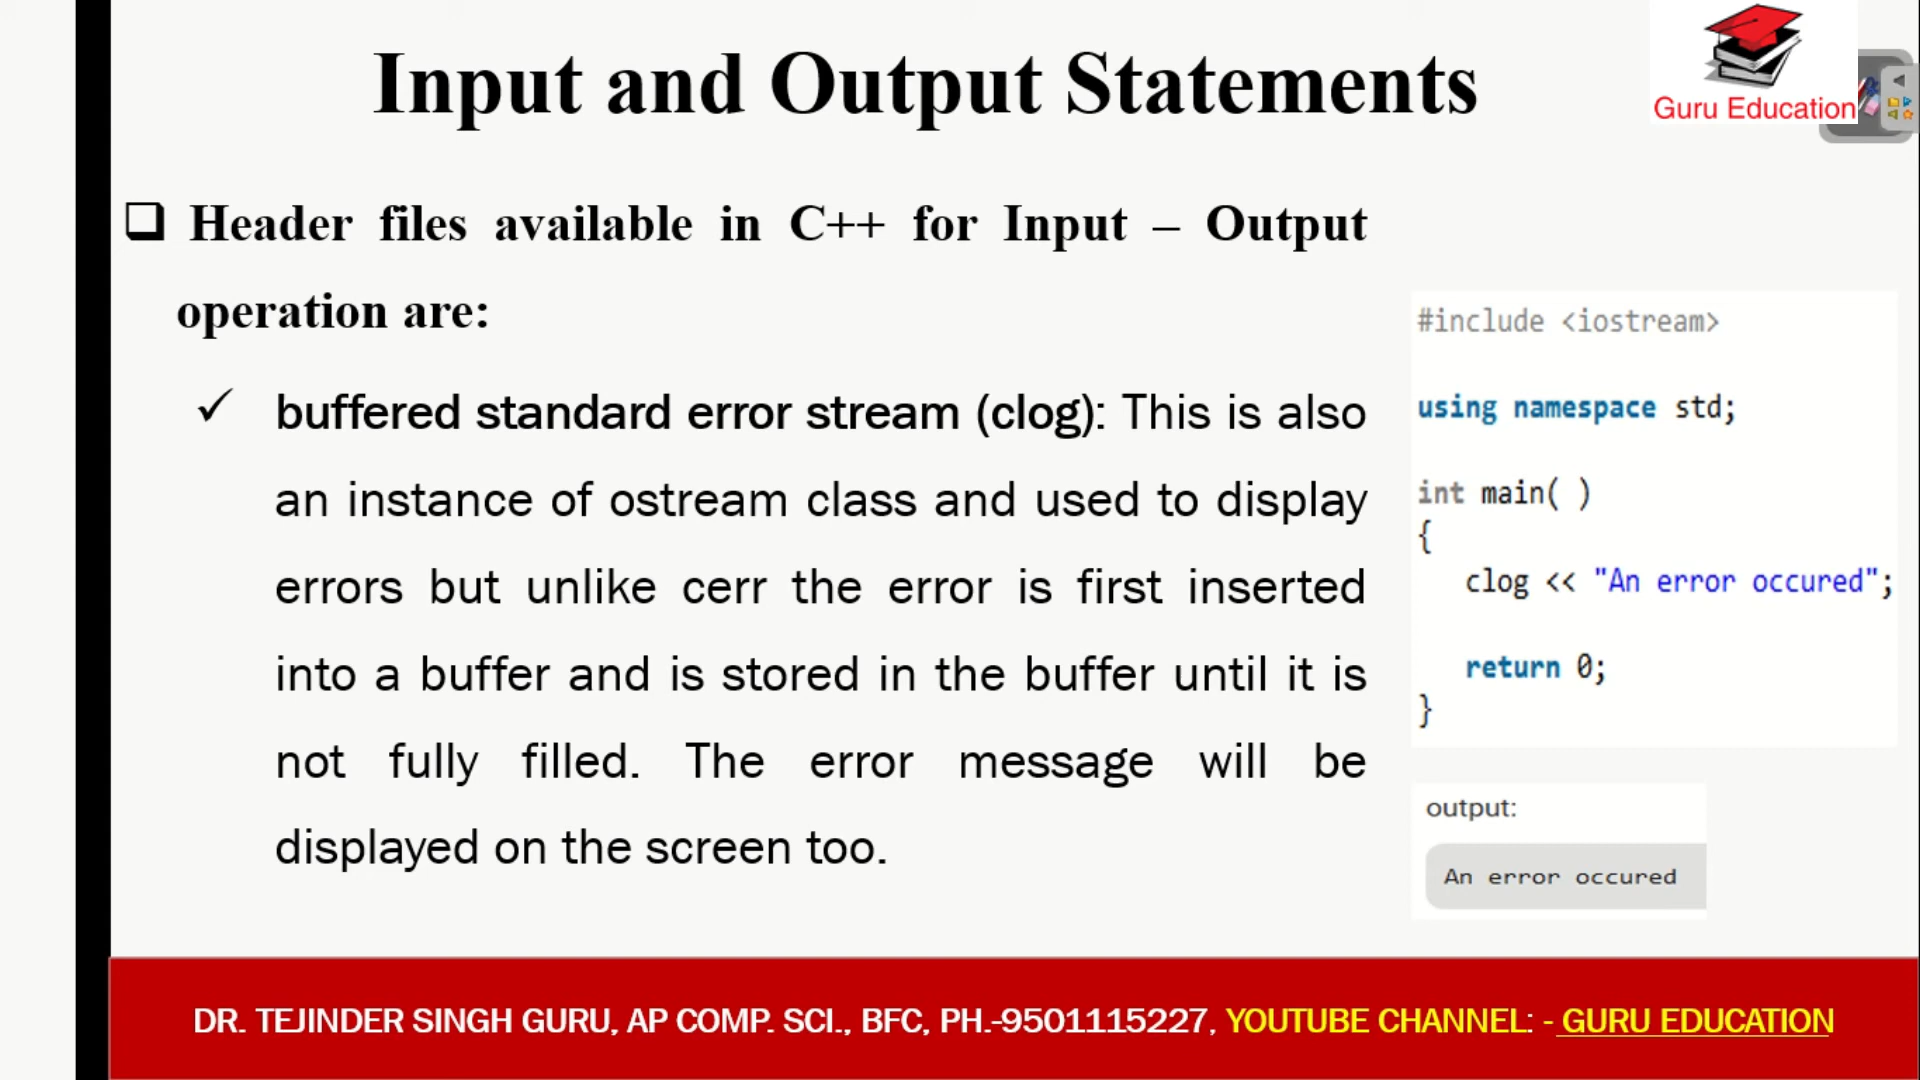 Input and Output Statements
Guru Education
Header files available in C++ for Input – Output
operation are:
buffered standard error stream (clog): This is also
an instance of ostream class and used to display
errors but unlike cerr the error is first inserted
into a buffer and is stored in the buffer until it is
not fully filled. The error message will be
displayed on the screen too.
#include <iostream>
using namespace std;
int main( )
{
clog << "An error occured";
return 0;
}
output:
An error occured
DR. TEJINDER SINGH GURU, AP COMP. SCI., BFC, PH.-9501115227, YOUTUBE CHANNEL: - GURU EDUCATION